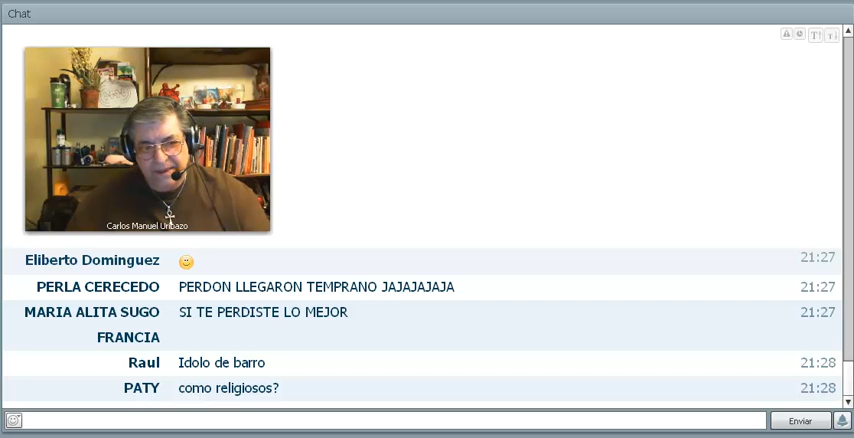 Chat
Carlos Manuel Uribazo
Eliberto Dominguez 21:27
PERLA CERECEDO PERDON LLEGARON TEMPRANO JAJAJAJAJA 21:27
MARIA ALITA SUGO SI TE PERDISTE LO MEJOR 21:27
FRANCIA
Raul Idolo de barro 21:28
PATY como religiosos? 21:28
Enviar